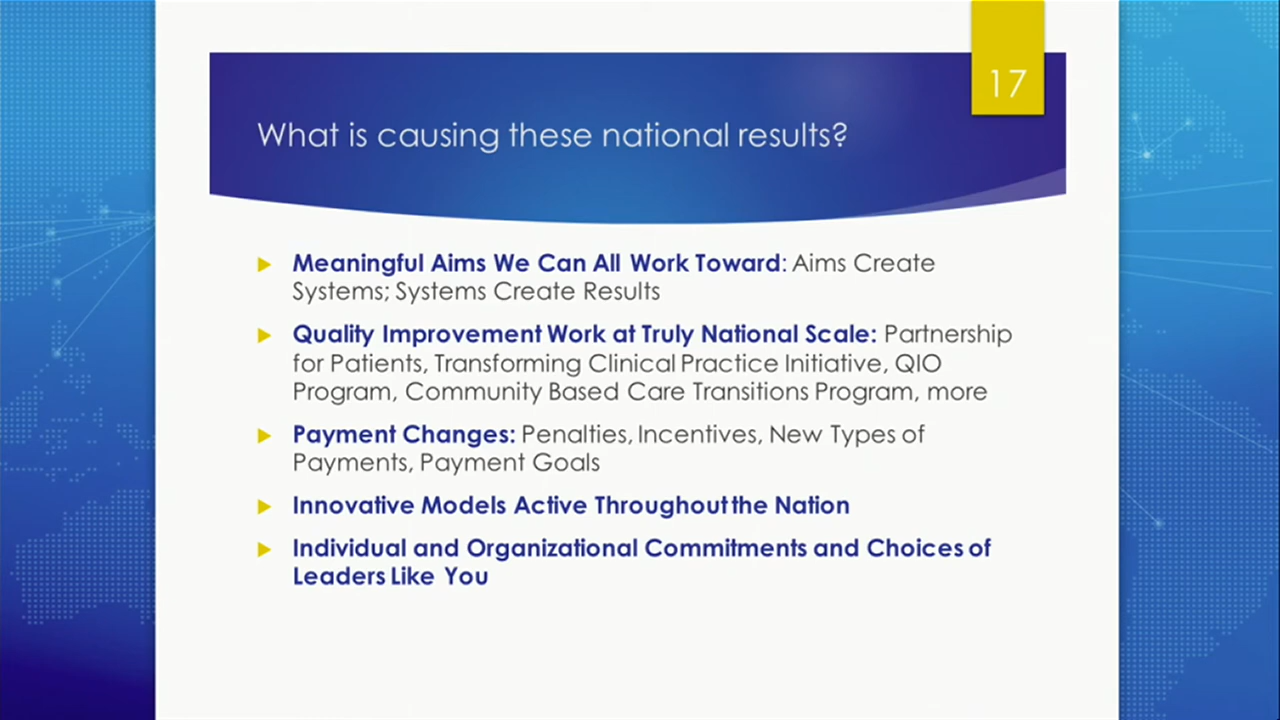 17
What is causing these national results?
Meaningful Aims We Can All Work Toward: Aims Create
Systems; Systems Create Results
Quality Improvement Work at Truly National Scale: Partnership
for Patients, Transforming Clinical Practice Initiative, QIO
Program, Community Based Care Transitions Program, more
Payment Changes: Penalties, Incentives, New Types of
Payments, Payment Goals
Innovative Models Active Throughout the Nation
Individual and Organizational Commitments and Choices of
Leaders Like You